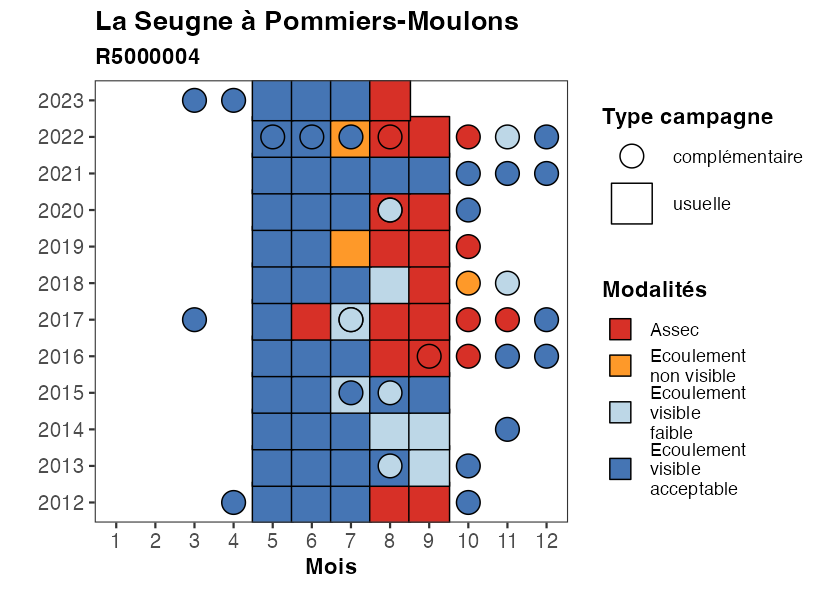 La Seugne à Pommiers-Moulons
R5000004
2023
2022
2021
2020
2019
2018
2017
2016
2015
2014
2013
2012
1 2 3 4 5 6 7 8 9 10 11 12
Mois
Type campagne
complémentaire
usuelle
Modalités
Assec
Ecoulement
non visible
Ecoulement
visible
faible
Ecoulement
visible
acceptable